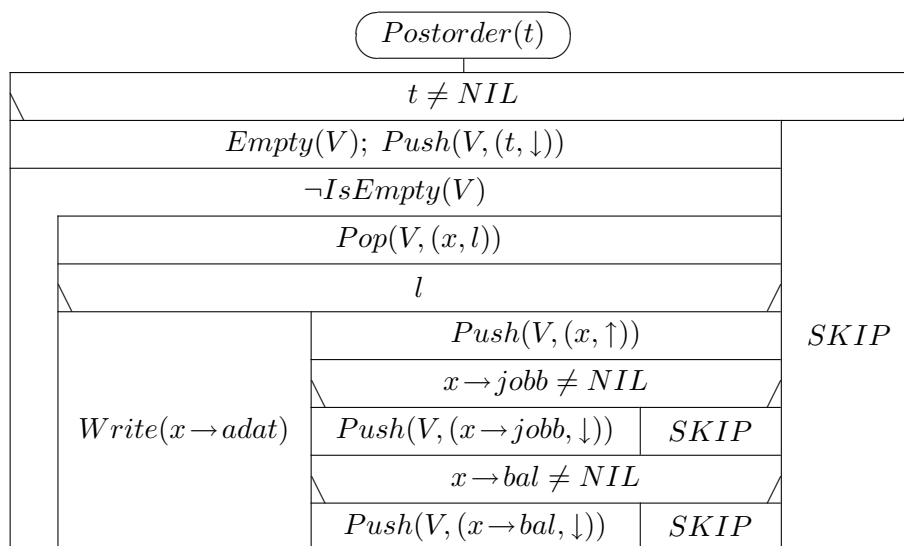 Postorder(t)
t ≠ NIL
Empty(V); Push(V, (t, ↓))
¬IsEmpty(V)
Pop(V, (x, l))
l
Push(V, (x, ↑))
SKIP
x→jobb ≠ NIL
Write(x→adat)
Push(V, (x→jobb, ↓))
SKIP
x→bal ≠ NIL
Push(V, (x→bal, ↓))
SKIP